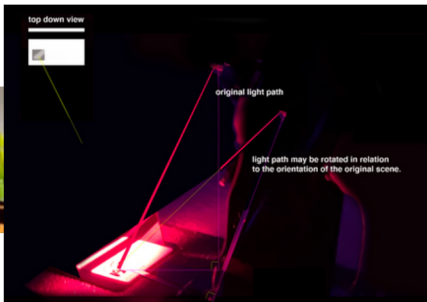 top down view
original light path
light path may be rotated in relation
to the orientation of the original scene.